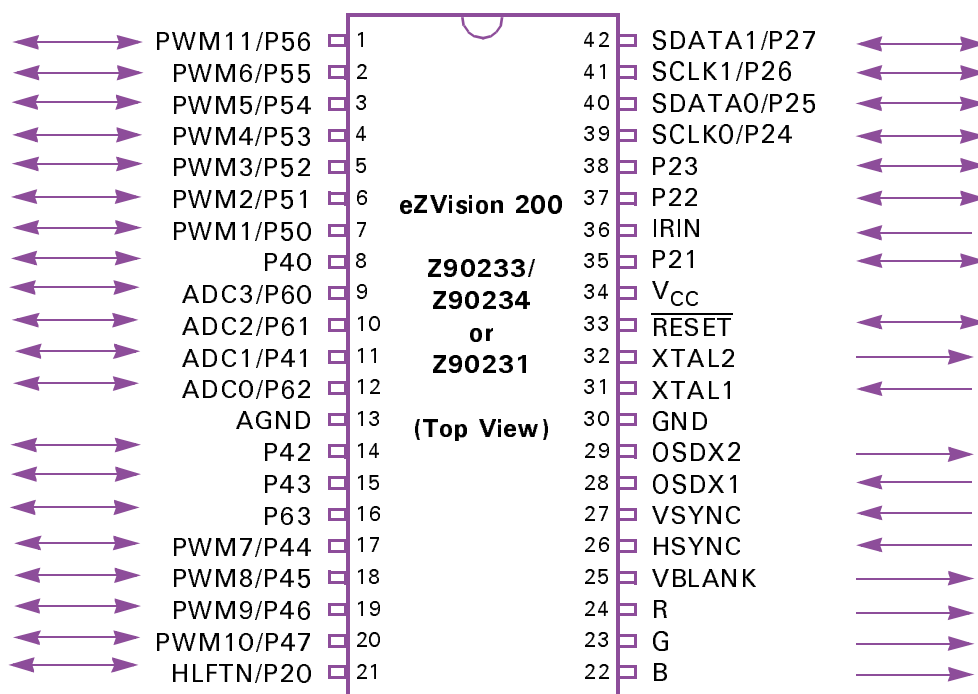 PWM11/P56 1 42 SDATA1/P27
PWM6/P55 2 41 SCLK1/P26
PWM5/P54 3 40 SDATA0/P25
PWM4/P53 4 39 SCLK0/P24
PWM3/P52 5 38 P23
PWM2/P51 6 eZVision 200 37 P22
PWM1/P50 7 36 IRIN
P40 8 Z90233/ 35 P21
ADC3/P60 9 Z90234 34 VCC
ADC2/P61 10 or 33 RESET
ADC1/P41 11 Z90231 32 XTAL2
ADC0/P62 12 31 XTAL1
AGND 13 (Top View) 30 GND
P42 14 29 OSDX2
P43 15 28 OSDX1
P63 16 27 VSYNC
PWM7/P44 17 26 HSYNC
PWM8/P45 18 25 VBLANK
PWM9/P46 19 24 R
PWM10/P47 20 23 G
HLFTN/P20 21 22 B